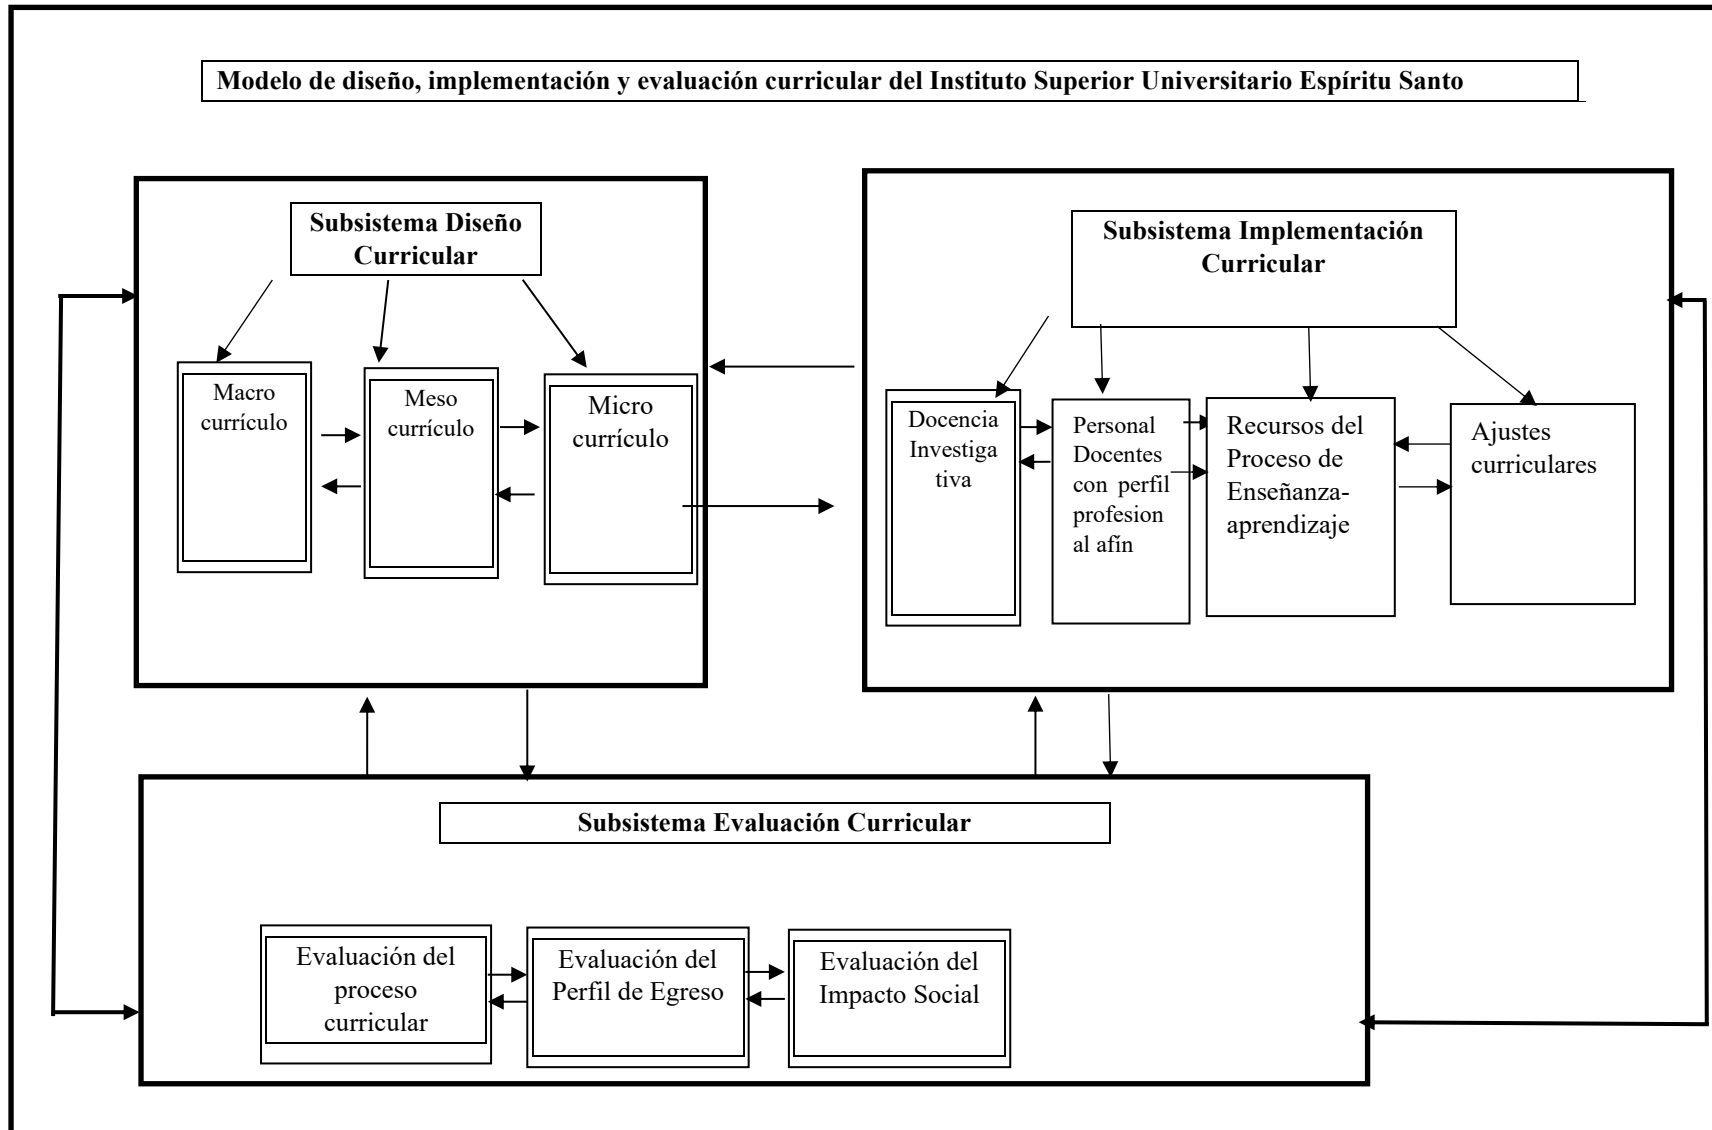 Modelo de diseño, implementación y evaluación curricular del Instituto Superior Universitario Espíritu Santo
Subsistema Diseño
Curricular
Macro
currículo
Meso
currículo
Micro
currículo
Subsistema Implementación
Curricular
Docencia
Investiga
tiva
Personal
Docentes
con perfil
profesion
al afín
Recursos del
Proceso de
Enseñanza-
aprendizaje
Ajustes
curriculares
Subsistema Evaluación Curricular
Evaluación del
proceso
curricular
Evaluación del
Perfil de Egreso
Evaluación del
Impacto Social